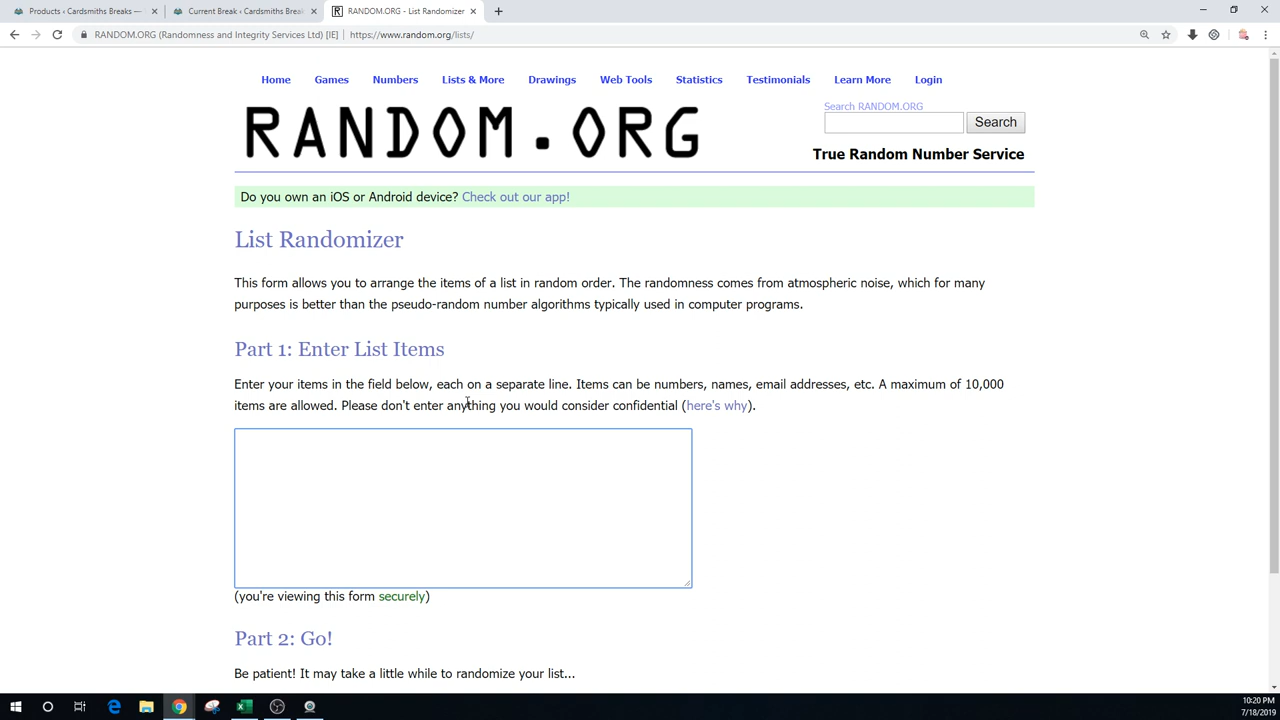 Products ‹ Cardsmiths Breaks —
Current Break ‹ Cardsmiths Break
RANDOM.ORG - List Randomizer
RANDOM.ORG (Randomness and Integrity Services Ltd) [IE] | https://www.random.org/lists/
Home Games Numbers Lists & More Drawings Web Tools Statistics Testimonials Learn More Login
RANDOM.ORG
Search RANDOM.ORG
Search
True Random Number Service
Do you own an iOS or Android device? Check out our app!
List Randomizer
This form allows you to arrange the items of a list in random order. The randomness comes from atmospheric noise, which for many
purposes is better than the pseudo-random number algorithms typically used in computer programs.
Part 1: Enter List Items
Enter your items in the field below, each on a separate line. Items can be numbers, names, email addresses, etc. A maximum of 10,000
items are allowed. Please don't enter anything you would consider confidential (here's why).
(you're viewing this form securely)
Part 2: Go!
Be patient! It may take a little while to randomize your list...
10:20 PM
7/18/2019